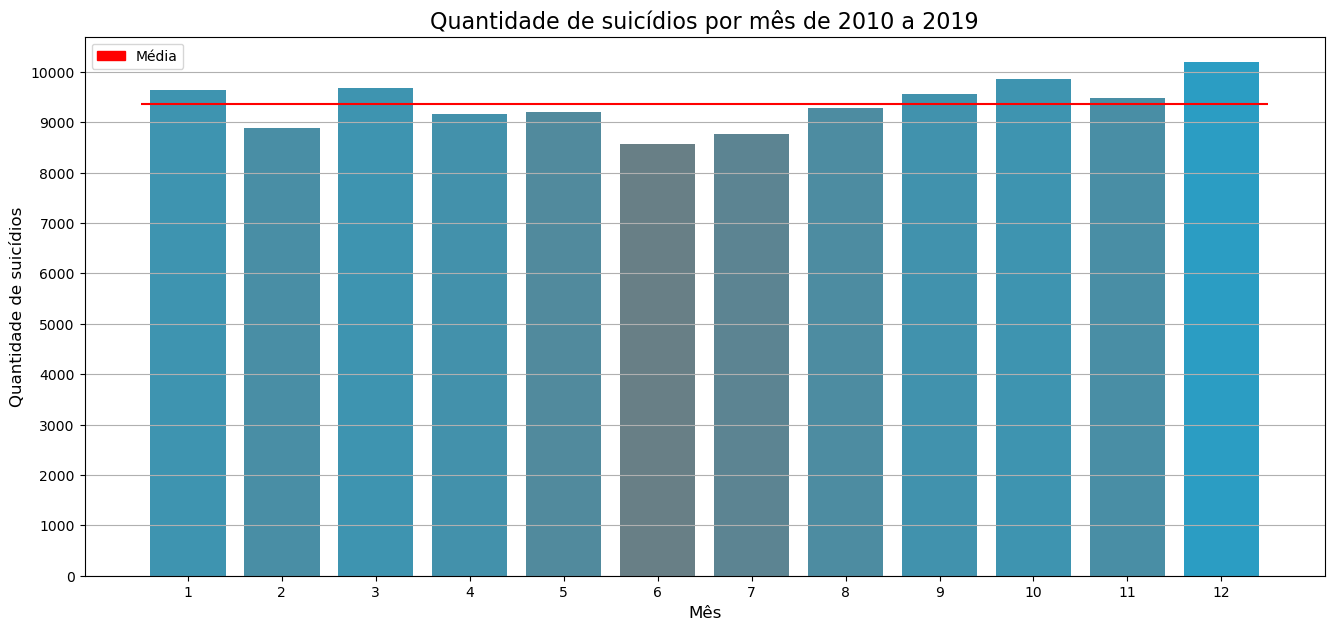 Quantidade de suicídios por mês de 2010 a 2019
Média
10000
9000
8000
7000
6000
5000
4000
3000
2000
1000
0
Quantidade de suicídios
1 2 3 4 5 6 7 8 9 10 11 12
Mês